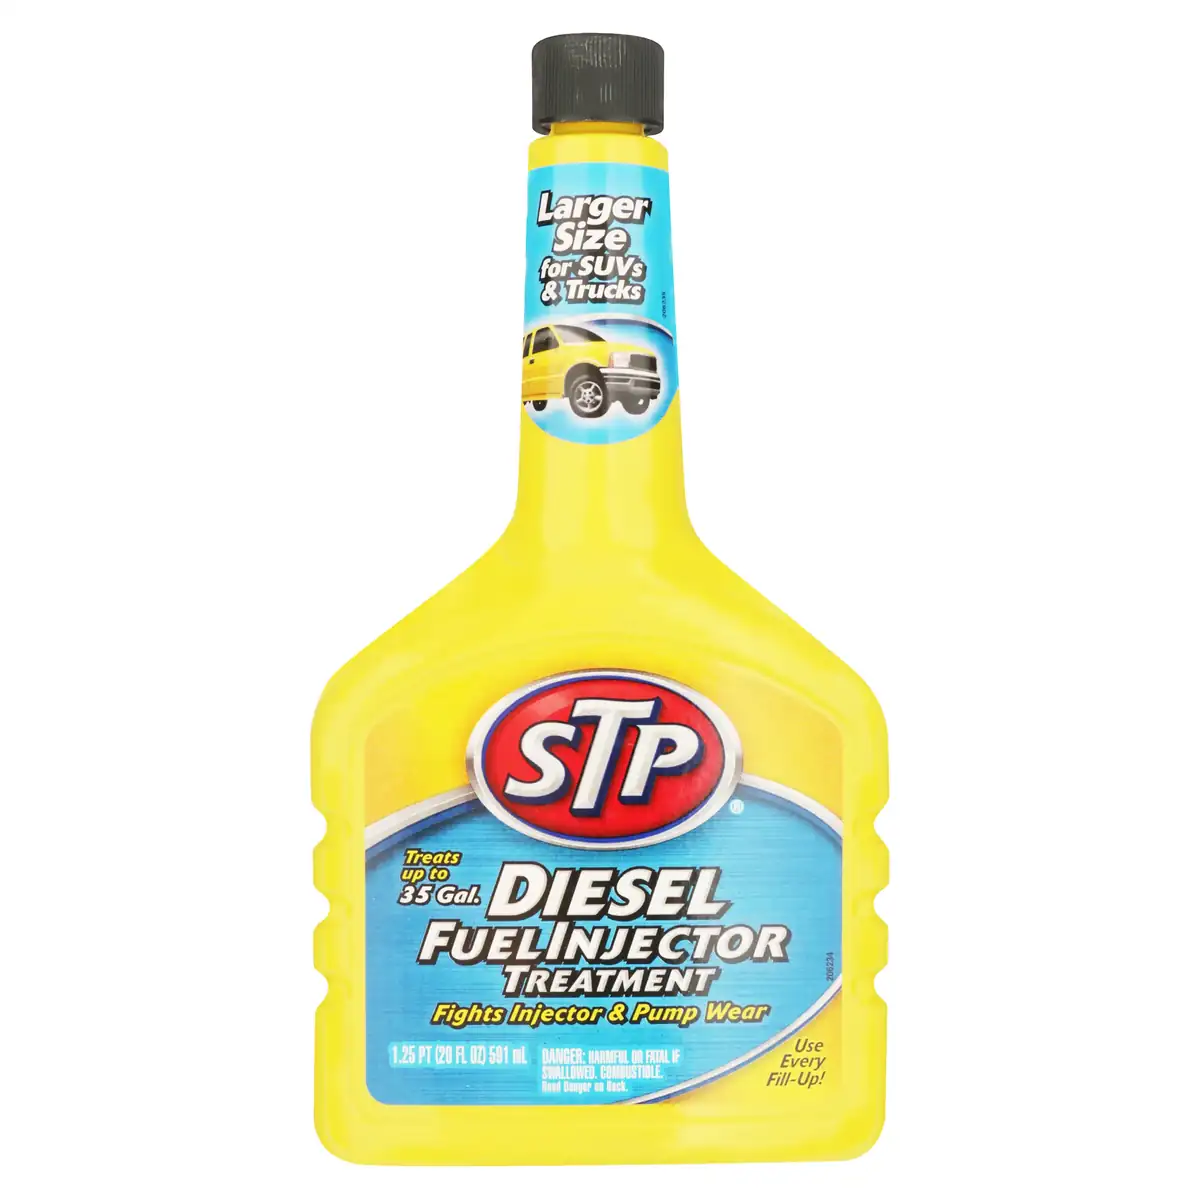 Larger
Size
for SUVs
& Trucks
STP
®
Treats
up to
35 Gal.
DIESEL
FUEL INJECTOR
TREATMENT
Fights Injector & Pump Wear
206234
1.25 PT (20 FL OZ) 591 mL
DANGER: HARMFUL OR FATAL IF
SWALLOWED. COMBUSTIBLE.
Read Danger on Back.
Use
Every
Fill-Up!